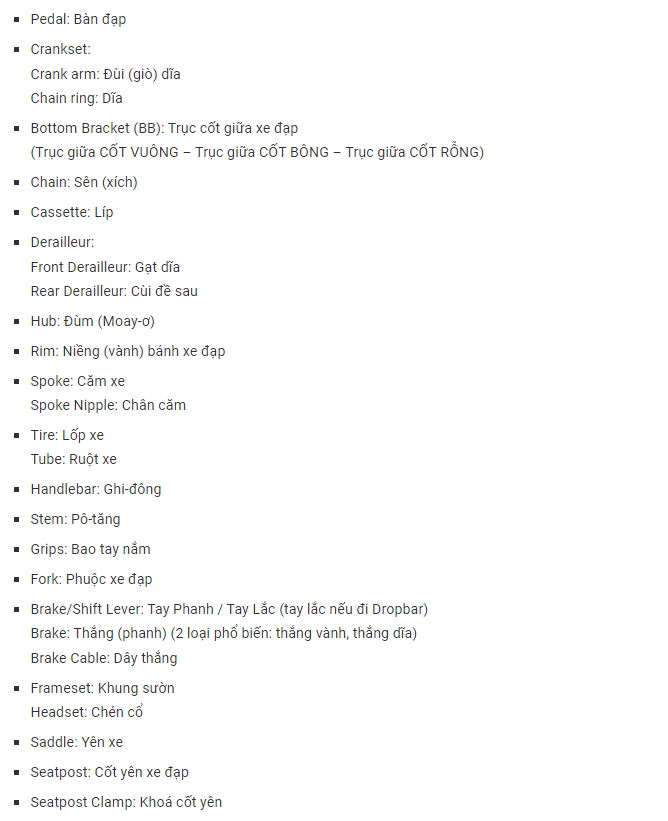 Pedal: Bàn đạp
Crankset:
Crank arm: Đùi (giò) dĩa
Chain ring: Dĩa
Bottom Bracket (BB): Trục cốt giữa xe đạp
(Trục giữa CỐT VUÔNG – Trục giữa CỐT BÔNG – Trục giữa CỐT RỖNG)
Chain: Sên (xích)
Cassette: Líp
Derailleur:
Front Derailleur: Gạt dĩa
Rear Derailleur: Cùi đề sau
Hub: Đùm (Moay-ơ)
Rim: Niềng (vành) bánh xe đạp
Spoke: Căm xe
Spoke Nipple: Chân căm
Tire: Lốp xe
Tube: Ruột xe
Handlebar: Ghi-đông
Stem: Pô-tăng
Grips: Bao tay nắm
Fork: Phuộc xe đạp
Brake/Shift Lever: Tay Phanh / Tay Lắc (tay lắc nếu đi Dropbar)
Brake: Thắng (phanh) (2 loại phổ biến: thắng vành, thắng dĩa)
Brake Cable: Dây thắng
Frameset: Khung sườn
Headset: Chén cổ
Saddle: Yên xe
Seatpost: Cốt yên xe đạp
Seatpost Clamp: Khoá cốt yên